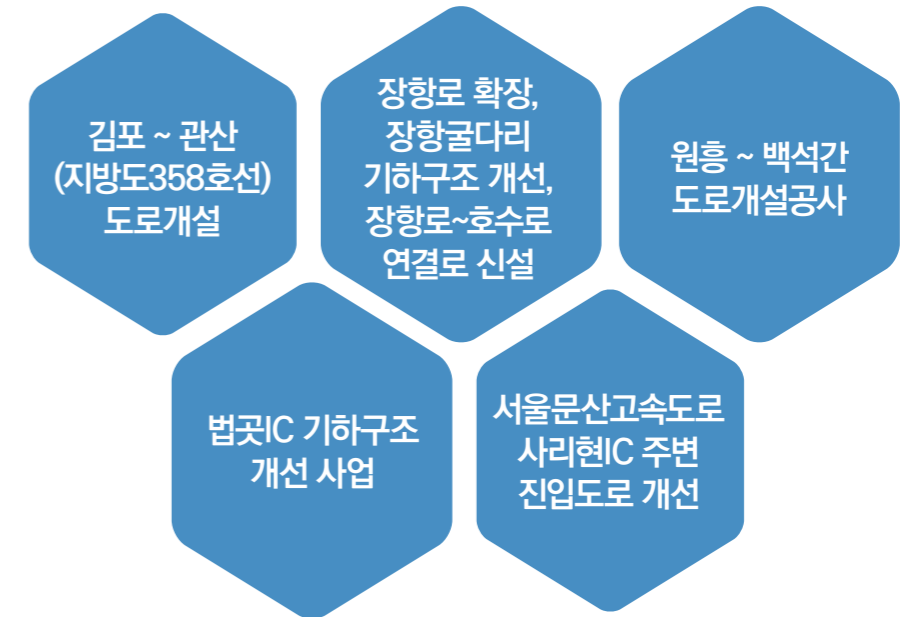 김포 ~ 관산
(지방도358호선)
도로개설
장항로 확장,
장항굴다리
기하구조 개선,
장항로~호수로
연결로 신설
원흥 ~ 백석간
도로개설공사
법곳IC 기하구조
개선 사업
서울문산고속도로
사리현IC 주변
진입도로 개선